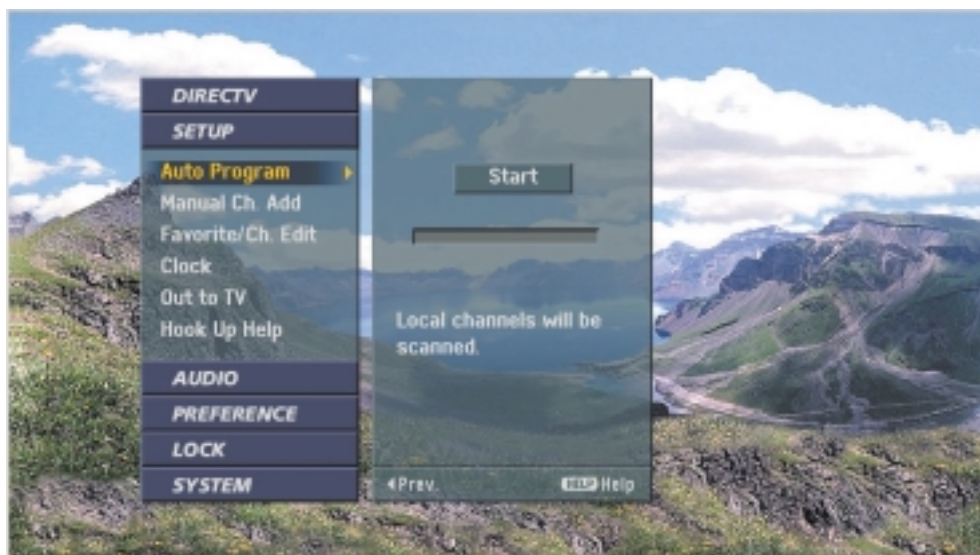 DIRECTV
SETUP
Auto Program
Manual Ch. Add
Favorite/Ch. Edit
Clock
Out to TV
Hook Up Help
AUDIO
PREFERENCE
LOCK
SYSTEM
Start
Local channels will be
scanned.
Prev.
HELP Help